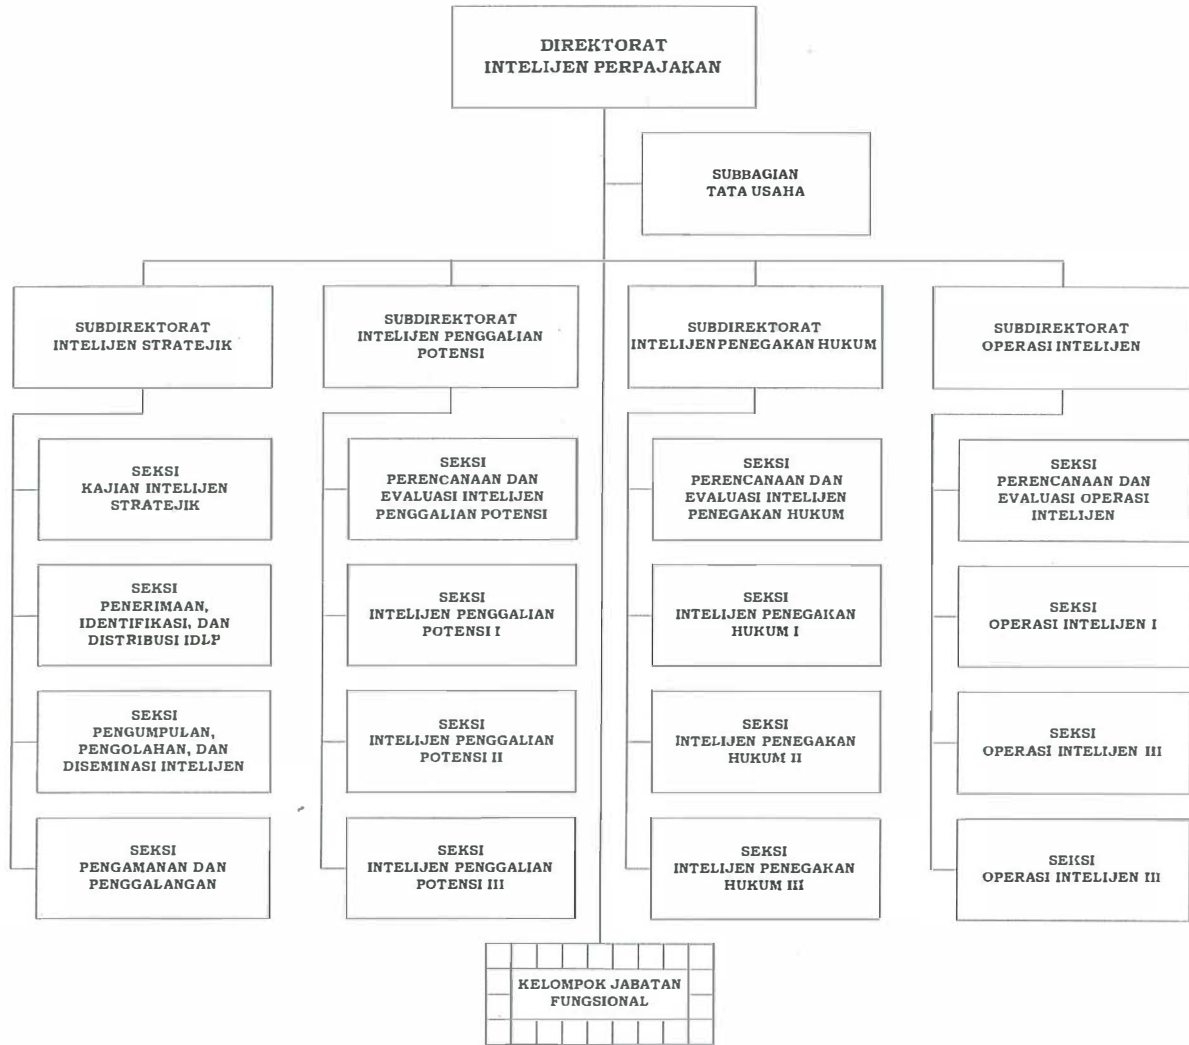 DIREKTORAT
INTELIJEN PERPAJAKAN
SUBBAGIAN
TATA USAHA
SUBDIREKTORAT
INTELIJEN STRATEJIK
SUBDIREKTORAT
INTELIJEN PENGGALIAN
POTENSI
SUBDIREKTORAT
INTELIJEN PENEGAKAN HUKUM
SUBDIREKTORAT
OPERASI INTELIJEN
SEKSI
KAJIAN INTELIJEN
STRATEJIK
SEKSI
PERENCANAAN DAN
EVALUASI INTELIJEN
PENGGALIAN POTENSI
SEKSI
PERENCANAAN DAN
EVALUASI INTELIJEN
PENEGAKAN HUKUM
SEKSI
PERENCANAAN DAN
EVALUASI OPERASI
INTELIJEN
SEKSI
PENERIMAAN,
IDENTIFIKASI, DAN
DISTRIBUSI IDLP
SEKSI
INTELIJEN PENGGALIAN
POTENSI I
SEKSI
INTELIJEN PENEGAKAN
HUKUM I
SEKSI
OPERASI INTELIJEN I
SEKSI
PENGUMPULAN,
PENGOLAHAN, DAN
DISEMINASI INTELIJEN
SEKSI
INTELIJEN PENGGALIAN
POTENSI II
SEKSI
INTELIJEN PENEGAKAN
HUKUM II
SEKSI
OPERASI INTELIJEN III
SEKSI
PENGAMANAN DAN
PENGGALANGAN
SEKSI
INTELIJEN PENGGALIAN
POTENSI III
SEKSI
INTELIJEN PENEGAKAN
HUKUM III
SEKSI
OPERASI INTELIJEN III
KELOMPOK JABATAN
FUNGSIONAL